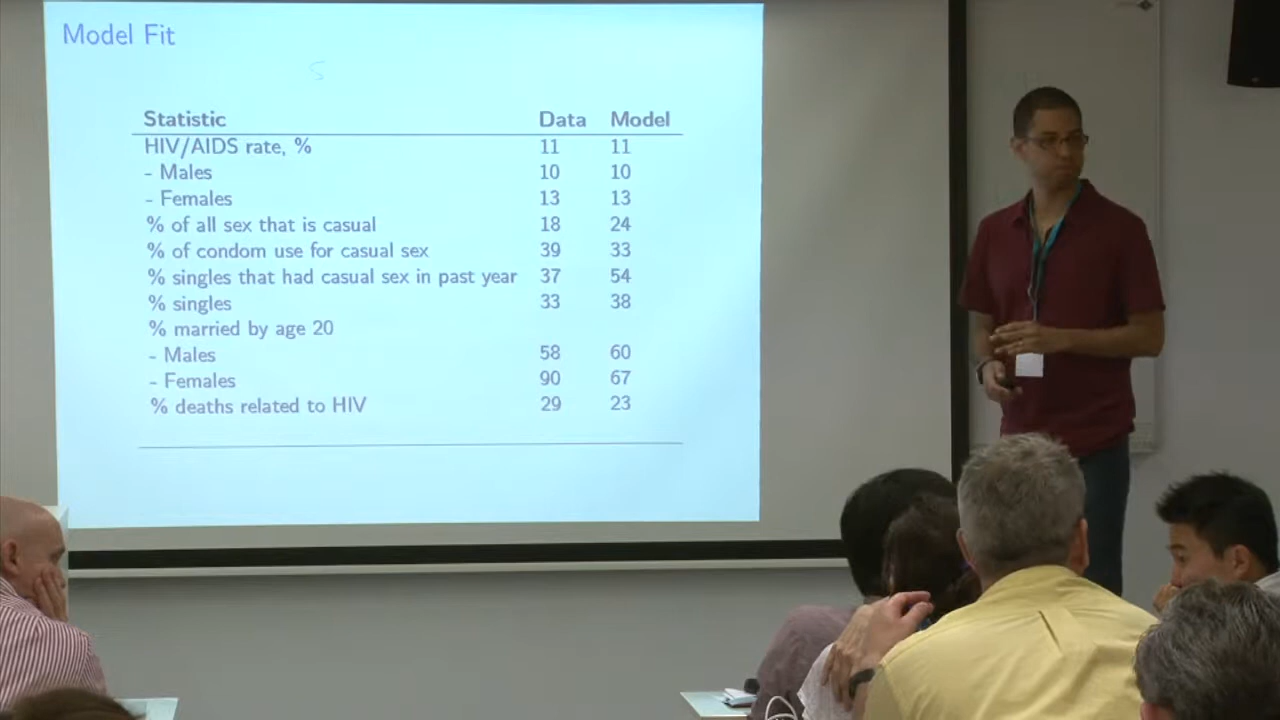 Model Fit
Statistic Data Model
HIV/AIDS rate, % 11 11
- Males 10 10
- Females 13 13
% of all sex that is casual 18 24
% of condom use for casual sex 39 33
% singles that had casual sex in past year 37 54
% singles 33 38
% married by age 20
- Males 58 60
- Females 90 67
% deaths related to HIV 29 23